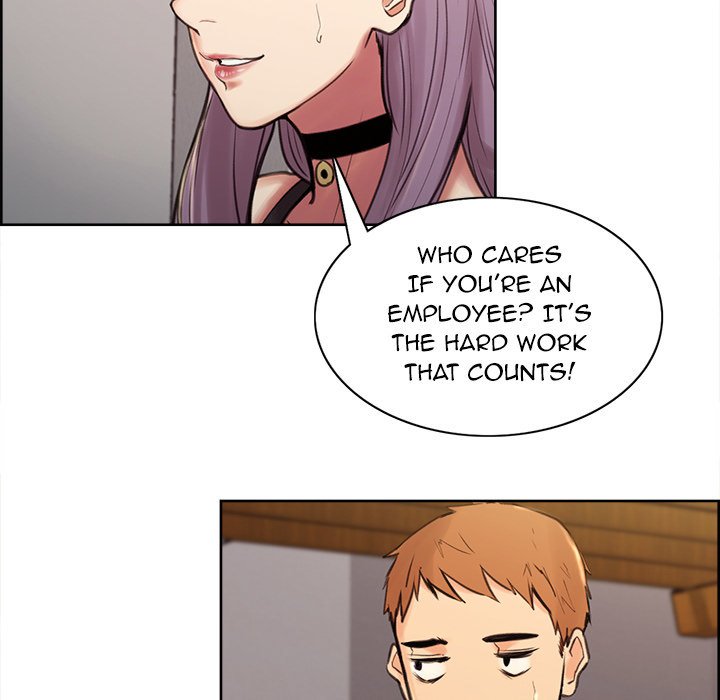 WHO CARES
IF YOU'RE AN
EMPLOYEE? IT'S
THE HARD WORK
THAT COUNTS!